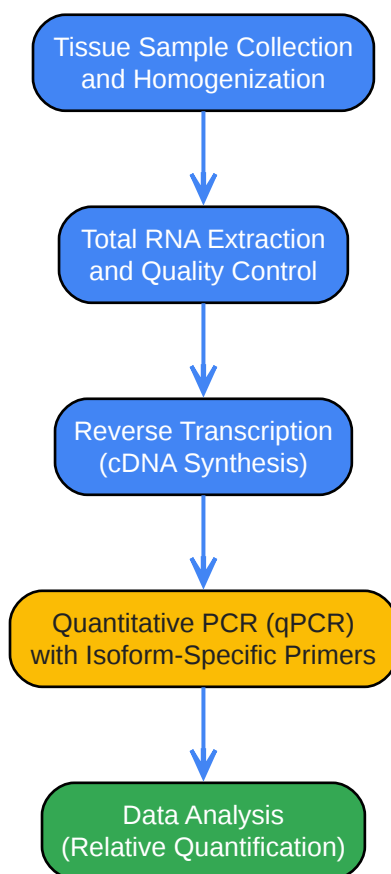 Tissue Sample Collection
and Homogenization
Total RNA Extraction
and Quality Control
Reverse Transcription
(cDNA Synthesis)
Quantitative PCR (qPCR)
with Isoform-Specific Primers
Data Analysis
(Relative Quantification)